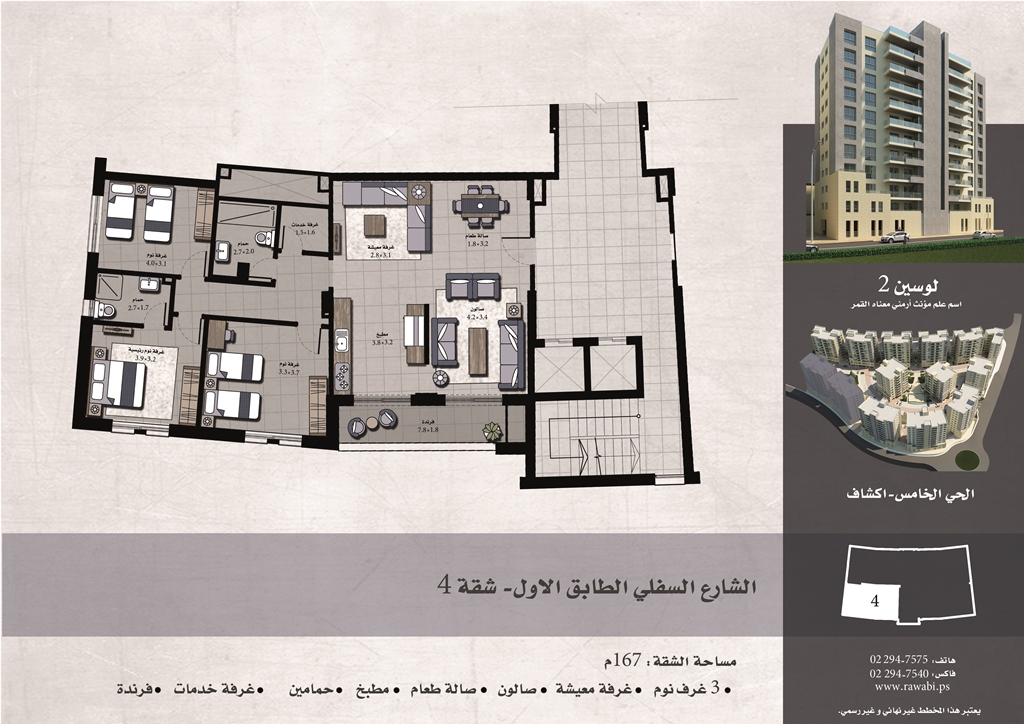 غرفة نوم
4.0*3.1
حمام
2.7*2.0
غرفة خدمات
1.5*1.6
غرفة معيشة
2.8*3.1
صالة طعام
1.8*3.2
حمام
2.7*1.7
غرفة نوم رئيسية
3.9*3.2
غرفة نوم
3.3*3.7
مطبخ
3.8*3.2
صالون
4.2*3.4
فرندة
7.8*1.8
لوسين 2
اسم علم مؤنث أرمني معناه القمر
الحي الخامس-اكشاف
4
الشارع السفلي الطابق الاول- شقة 4
مساحة الشقة: 167م
• 3 غرف نوم • غرفة معيشة • صالون • صالة طعام • مطبخ • حمامين • غرفة خدمات • فرندة
هاتف: 02 294-7575
فاكس: 02 294-7540
www.rawabi.ps
يعتبر هذا المخطط غير نهائي و غير رسمي.